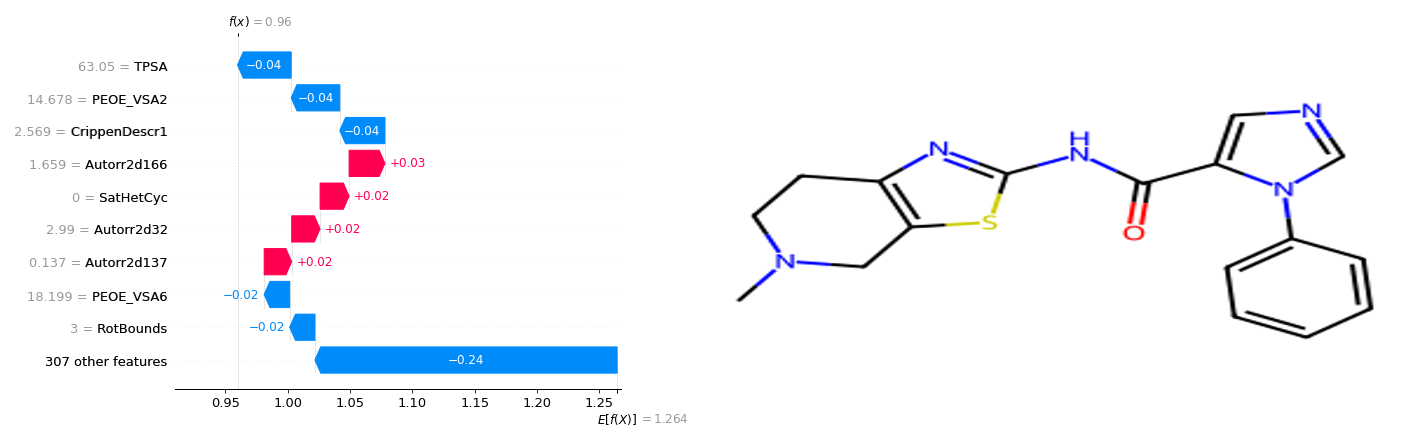 f(x) = 0.96
63.05 = TPSA
−0.04
14.678 = PEOE_VSA2
−0.04
2.569 = CrippenDescr1
−0.04
1.659 = Autorr2d166
+0.03
0 = SatHetCyc
+0.02
2.99 = Autorr2d32
+0.02
0.137 = Autorr2d137
+0.02
18.199 = PEOE_VSA6
−0.02
3 = RotBounds
−0.02
307 other features
−0.24
0.95 1.00 1.05 1.10 1.15 1.20 1.25
E[f(X)] = 1.264
N
H
N
N
S
O
N
N
N